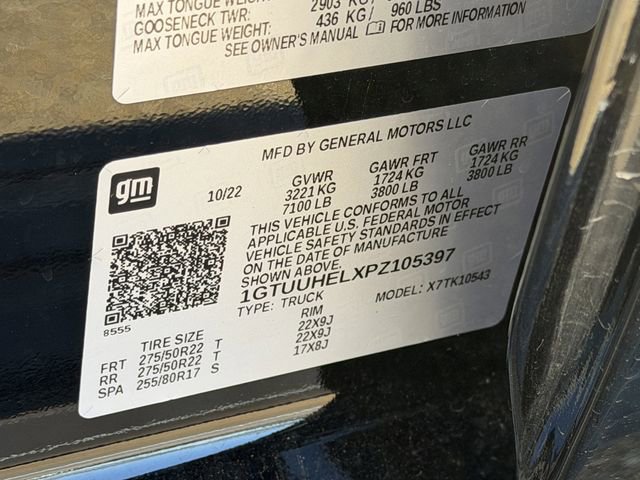 MAX TONGUE WEIGHT: 2903 KG /
GOOSENECK TWR: 436 KG / 960 LBS
MAX TONGUE WEIGHT:
SEE OWNER'S MANUAL FOR MORE INFORMATION
MFD BY GENERAL MOTORS LLC
gm
10/22
GVWR GAWR FRT GAWR RR
3221 KG 1724 KG 1724 KG
7100 LB 3800 LB 3800 LB
THIS VEHICLE CONFORMS TO ALL
APPLICABLE U.S. FEDERAL MOTOR
VEHICLE SAFETY STANDARDS IN EFFECT
ON THE DATE OF MANUFACTURE
SHOWN ABOVE.
1GTUUHELXPZ105397
TYPE: TRUCK MODEL: X7TK10543
8555
TIRE SIZE RIM
FRT 275/50R22 T 22X9J
RR 275/50R22 T 22X9J
SPA 255/80R17 S 17X8J